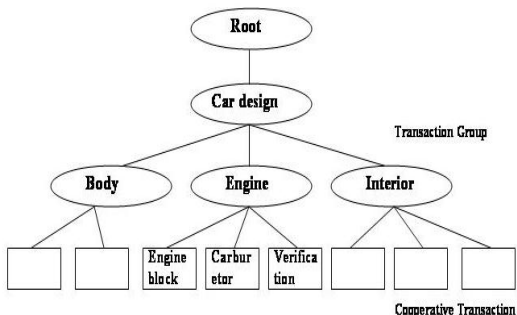 Root
Car design
Transaction Group
Body
Engine
Interior
Engine
block
Carbur
etor
Verifica
tion
Cooperative Transaction